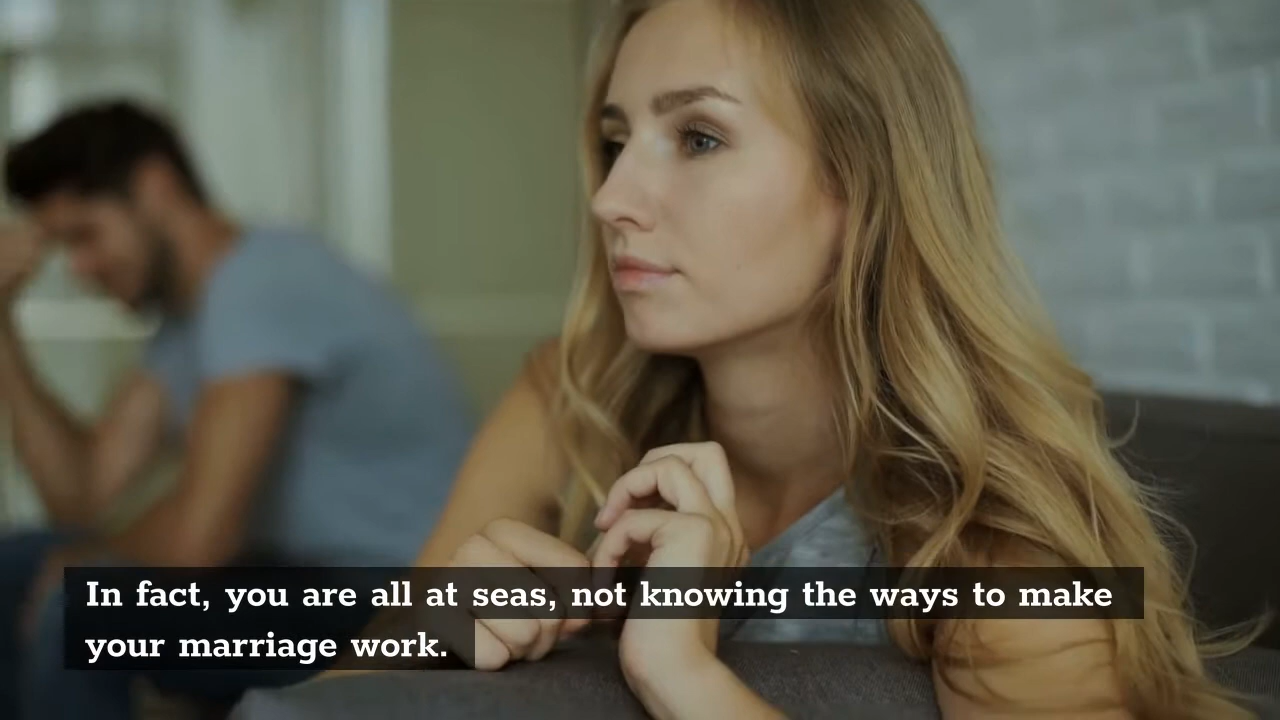 In fact, you are all at seas, not knowing the ways to make
your marriage work.